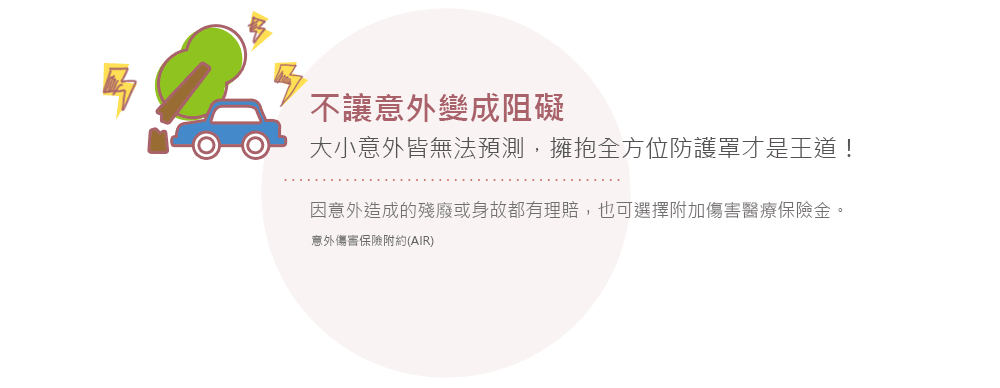 不讓意外變成阻礙
大小意外皆無法預測，擁抱全方位防護罩才是王道！
因意外造成的殘廢或身故都有理賠，也可選擇附加傷害醫療保險金。
意外傷害保險附約(AIR)